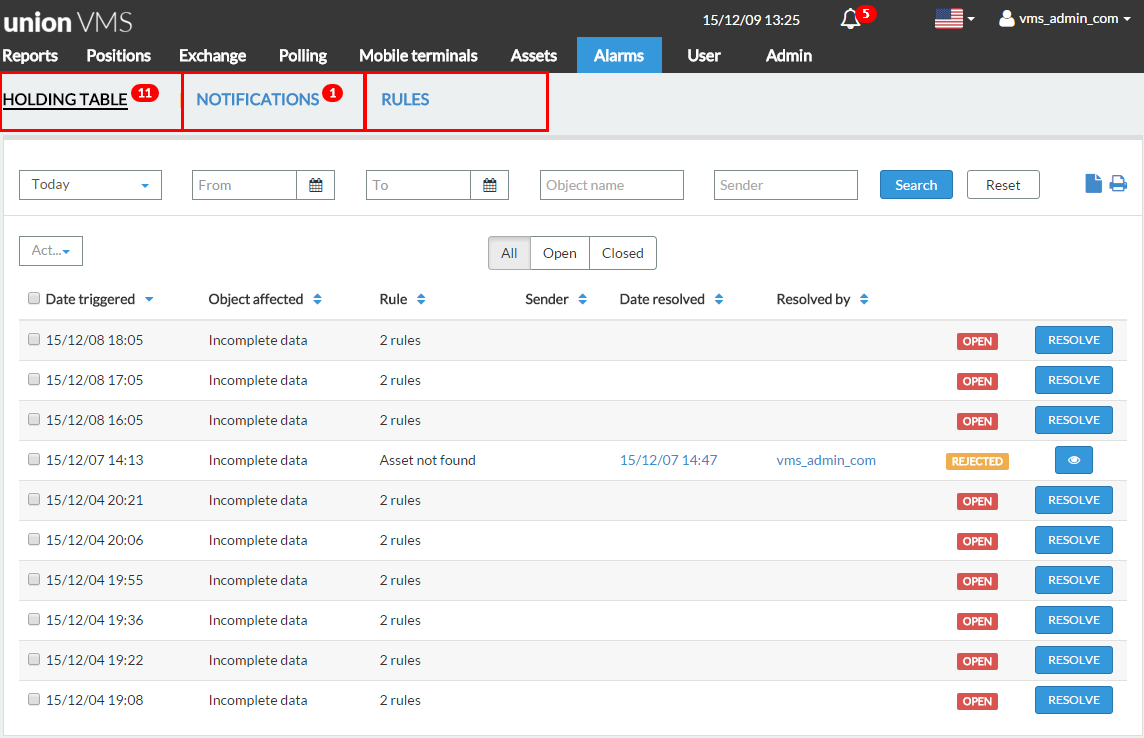 union VMS
15/12/09 13:25
5
vms_admin_com
Reports Positions Exchange Polling Mobile terminals Assets Alarms User Admin
HOLDING TABLE 11 NOTIFICATIONS 1 RULES
Today From To Object name Sender Search Reset
Act...
All Open Closed
Date triggered Object affected Rule Sender Date resolved Resolved by
15/12/08 18:05 Incomplete data 2 rules OPEN RESOLVE
15/12/08 17:05 Incomplete data 2 rules OPEN RESOLVE
15/12/08 16:05 Incomplete data 2 rules OPEN RESOLVE
15/12/07 14:13 Incomplete data Asset not found 15/12/07 14:47 vms_admin_com REJECTED
15/12/04 20:21 Incomplete data 2 rules OPEN RESOLVE
15/12/04 20:06 Incomplete data 2 rules OPEN RESOLVE
15/12/04 19:55 Incomplete data 2 rules OPEN RESOLVE
15/12/04 19:36 Incomplete data 2 rules OPEN RESOLVE
15/12/04 19:22 Incomplete data 2 rules OPEN RESOLVE
15/12/04 19:08 Incomplete data 2 rules OPEN RESOLVE